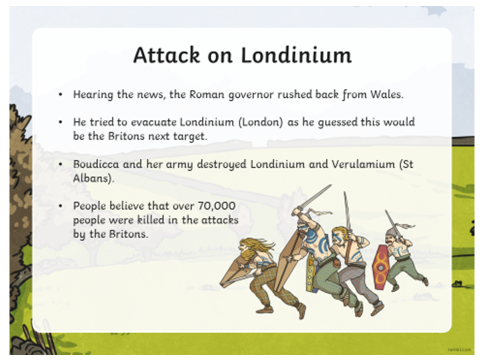 Attack on Londinium
• Hearing the news, the Roman governor rushed back from Wales.
• He tried to evacuate Londinium (London) as he guessed this would
be the Britons next target.
• Boudicca and her army destroyed Londinium and Verulamium (St
Albans).
• People believe that over 70,000
people were killed in the attacks
by the Britons.